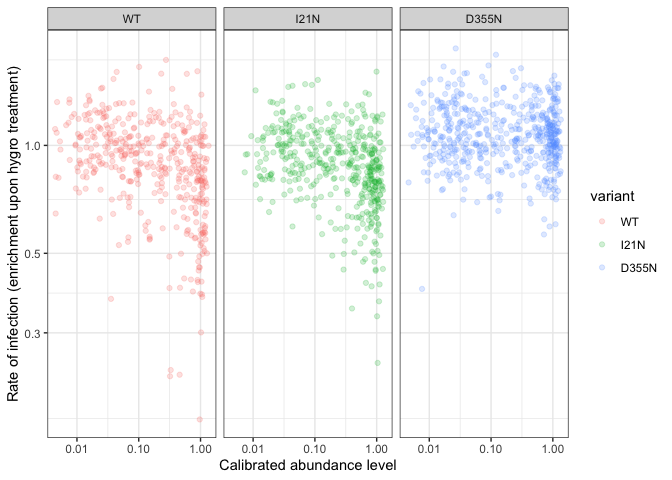 WT I21N D355N
Rate of infection (enrichment upon hygro treatment)
1.0
0.5
0.3
0.01 0.10 1.00 0.01 0.10 1.00 0.01 0.10 1.00
Calibrated abundance level
variant
WT
I21N
D355N